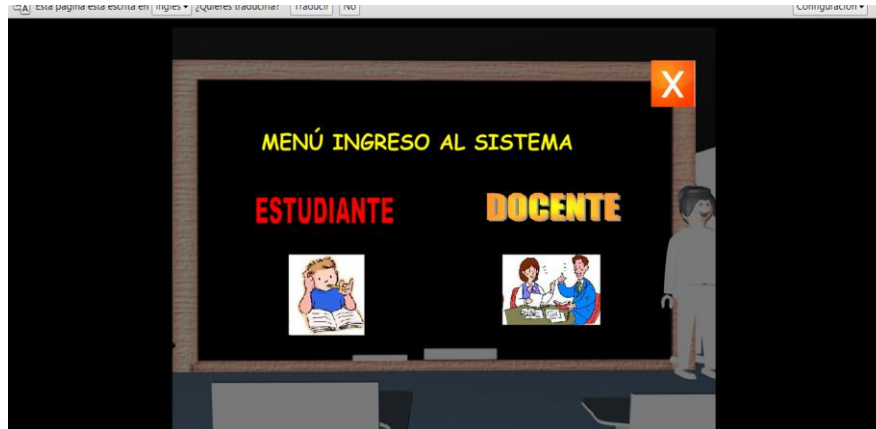 Esta página está escrita en inglés ▾ ¿Quieres traducirla? Traducir No Configuración ▾
X
MENÚ INGRESO AL SISTEMA
ESTUDIANTE DOCENTE